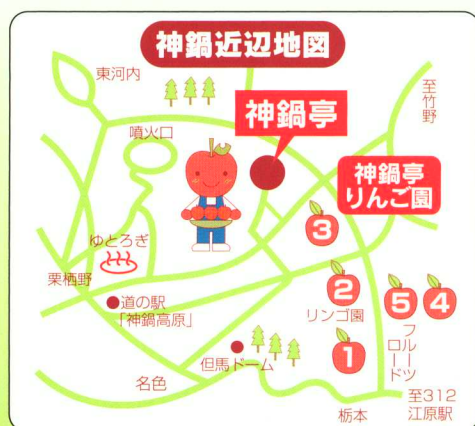 神鍋近辺地図
東河内
至竹野
神鍋亭
噴火口
神鍋亭
りんご園
3
ゆとろぎ
栗栖野
道の駅
「神鍋高原」
2
リンゴ園
5
4
フルーツ
ロード
1
但馬ドーム
名色
栃本
至312
江原駅